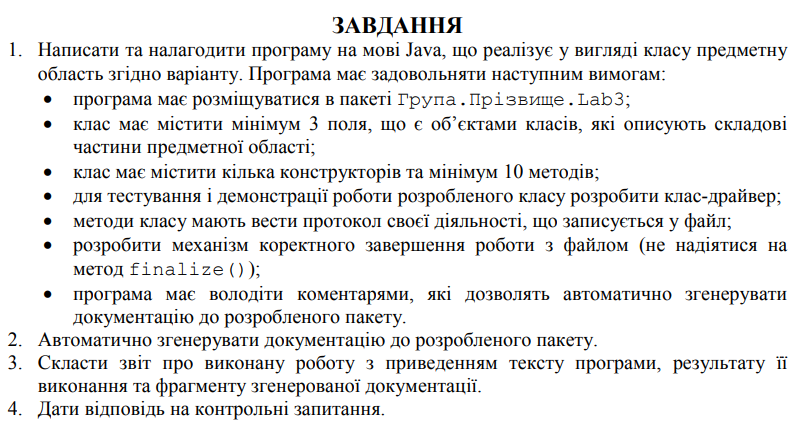 ЗАВДАННЯ
1. Написати та налагодити програму на мові Java, що реалізує у вигляді класу предметну
область згідно варіанту. Програма має задовольняти наступним вимогам:
• програма має розміщуватися в пакеті Група.Прізвище.Lab3;
• клас має містити мінімум 3 поля, що є об’єктами класів, які описують складові
частини предметної області;
• клас має містити кілька конструкторів та мінімум 10 методів;
• для тестування і демонстрації роботи розробленого класу розробити клас-драйвер;
• методи класу мають вести протокол своєї діяльності, що записується у файл;
• розробити механізм коректного завершення роботи з файлом (не надіятися на
метод finalize());
• програма має володіти коментарями, які дозволять автоматично згенерувати
документацію до розробленого пакету.
2. Автоматично згенерувати документацію до розробленого пакету.
3. Скласти звіт про виконану роботу з приведенням тексту програми, результату її
виконання та фрагменту згенерованої документації.
4. Дати відповідь на контрольні запитання.